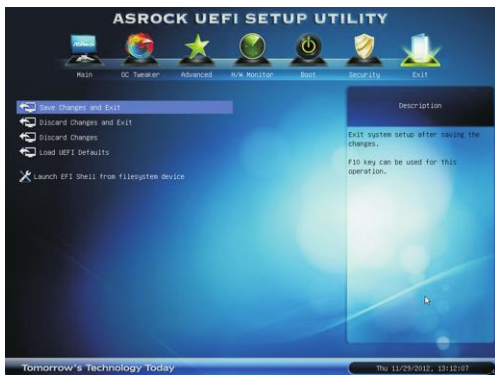 ASROCK UEFI SETUP UTILITY
Main OC Tweaker Advanced H/W Monitor Boot Security Exit
Save Changes and Exit
Discard Changes and Exit
Discard Changes
Load UEFI Defaults
Launch EFI Shell from filesystem device
Description
Exit system setup after saving the
changes.
F10 key can be used for this
operation.
Tomorrow's Technology Today
Thu 11/29/2012, 13:12:07